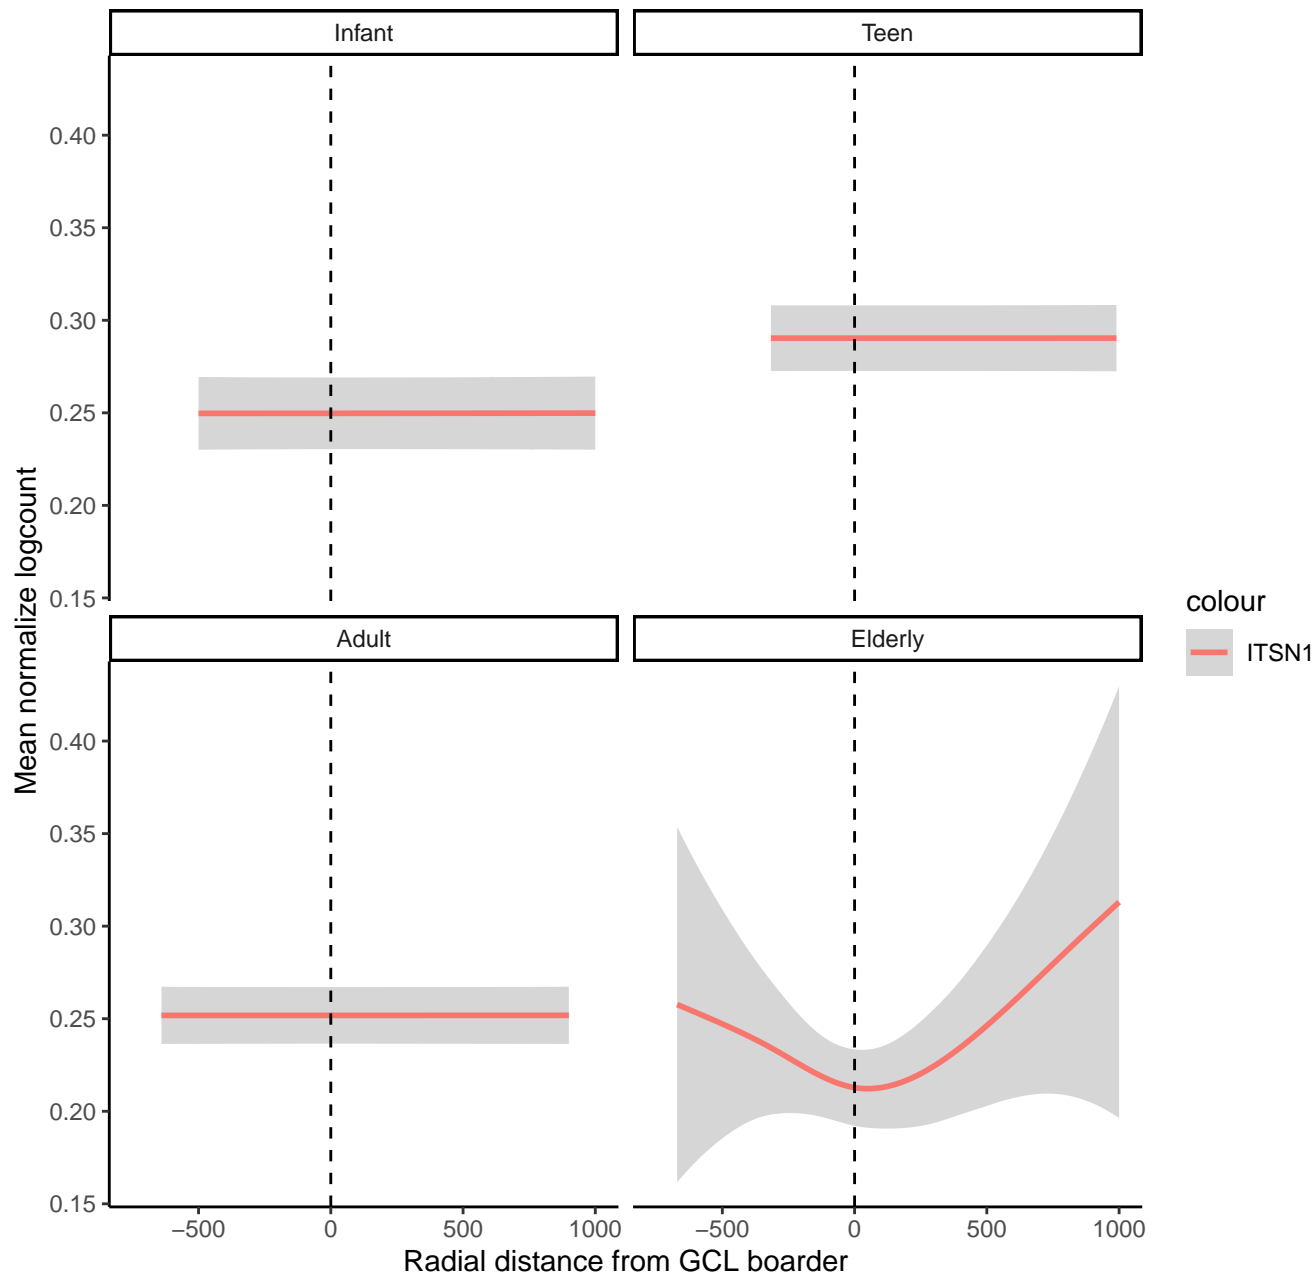 Infant
Teen
0.40
0.35
0.30
0.25
0.20
0.15
Adult
Elderly
0.40
0.35
0.30
0.25
0.20
0.15
−500 0 500 1000
−500 0 500 1000
Radial distance from GCL boarder
Mean normalize logcount
colour
ITSN1